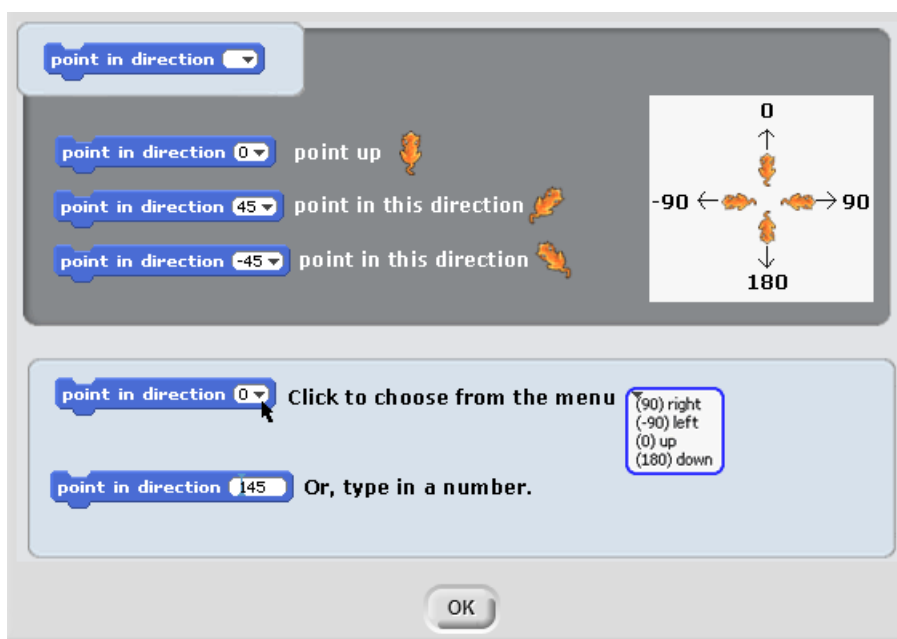 point in direction
point in direction 0 point up
point in direction 45 point in this direction
point in direction -45 point in this direction
0
-90 90
180
point in direction 0 Click to choose from the menu
(90) right
(-90) left
(0) up
(180) down
point in direction 145 Or, type in a number.
OK